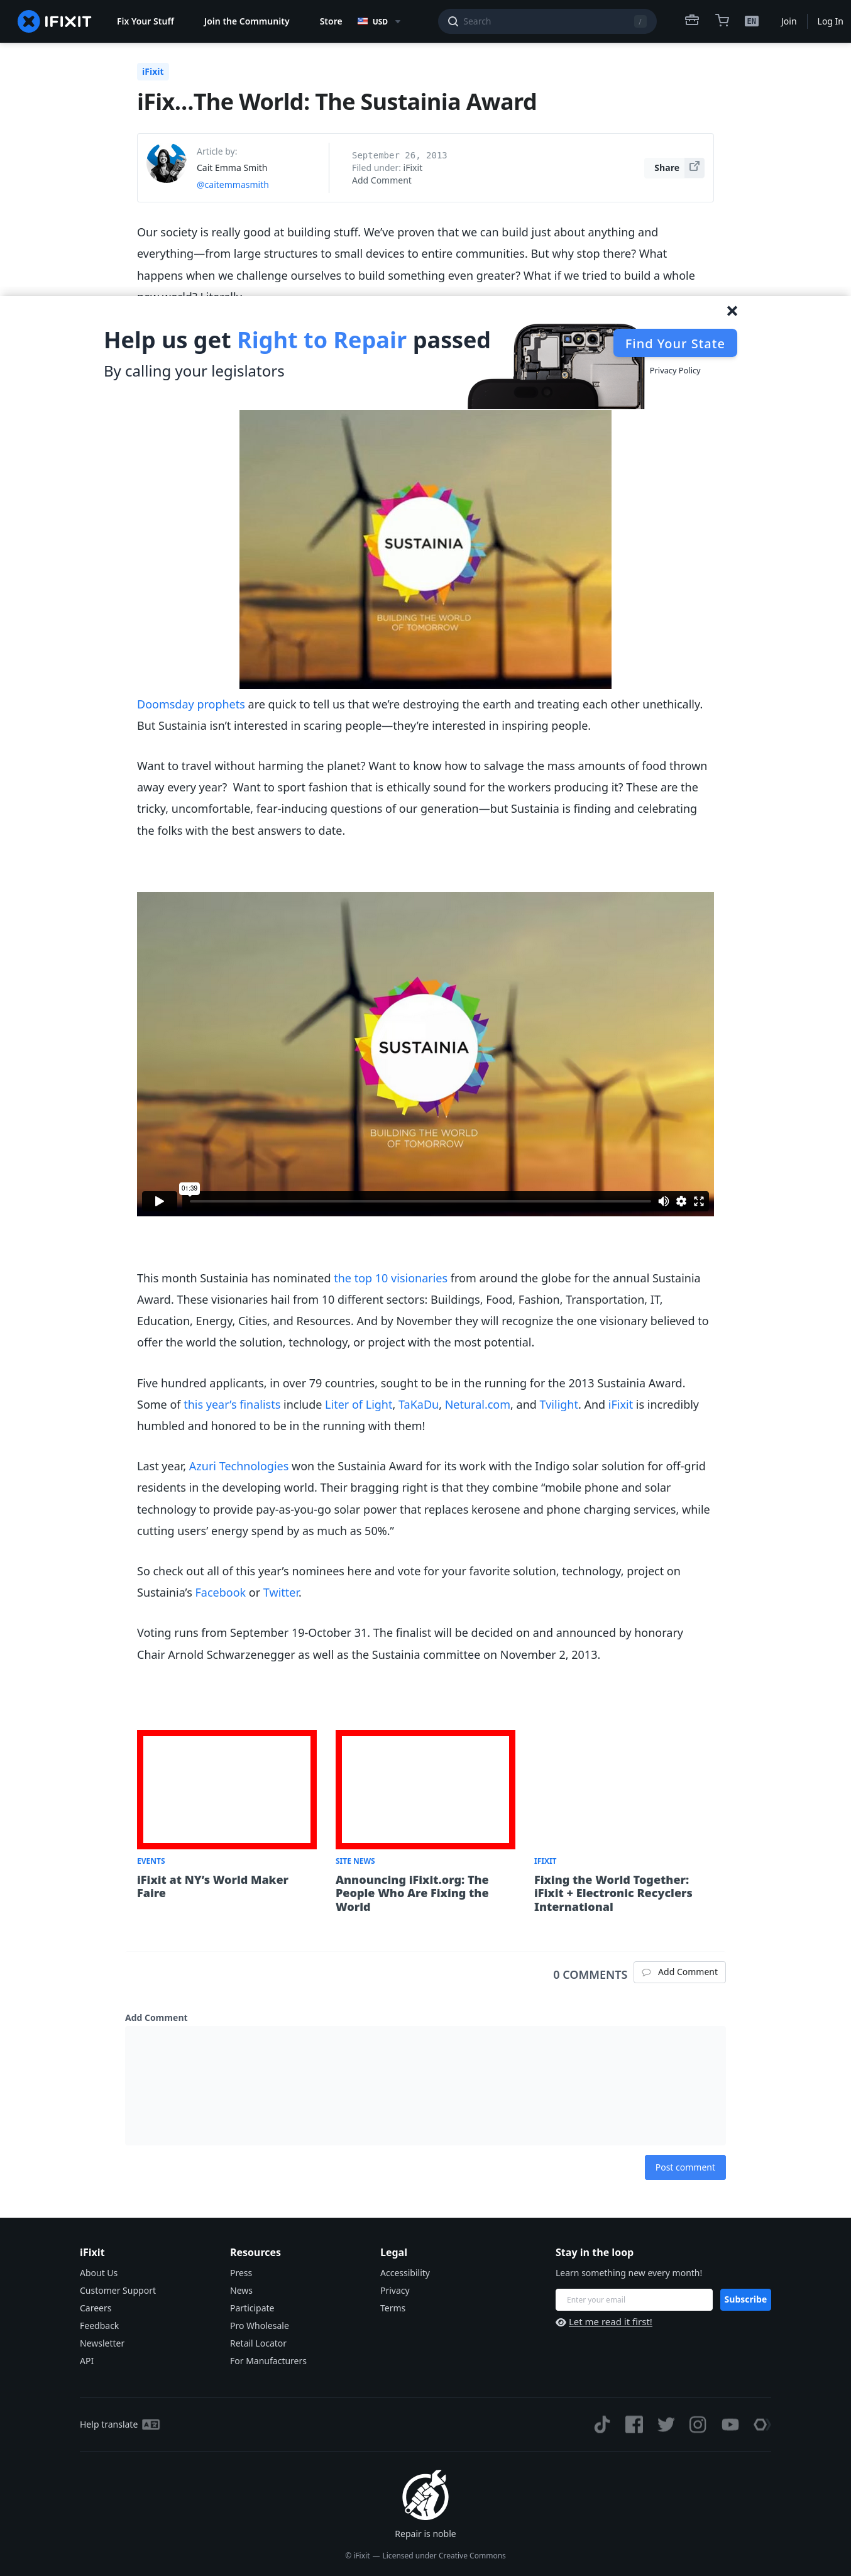 IFIXIT
Fix Your Stuff
Join the Community
Store
USD
Search
/
EN
Join
Log In
iFixit
iFix...The World: The Sustainia Award
Article by:
Cait Emma Smith
@caitemmasmith
September 26, 2013
Filed under: iFixit
Add Comment
Share
Our society is really good at building stuff. We’ve proven that we can build just about anything and
everything—from large structures to small devices to entire communities. But why stop there? What
happens when we challenge ourselves to build something even greater? What if we tried to build a whole
new world? Literally.
Help us get Right to Repair passed
By calling your legislators
Find Your State
Privacy Policy
SUSTAINIA
BUILDING THE WORLD
OF TOMORROW
Doomsday prophets are quick to tell us that we’re destroying the earth and treating each other unethically.
But Sustainia isn’t interested in scaring people—they’re interested in inspiring people.
Want to travel without harming the planet? Want to know how to salvage the mass amounts of food thrown
away every year?  Want to sport fashion that is ethically sound for the workers producing it? These are the
tricky, uncomfortable, fear-inducing questions of our generation—but Sustainia is finding and celebrating
the folks with the best answers to date.
SUSTAINIA
BUILDING THE WORLD
OF TOMORROW
01:39
This month Sustainia has nominated the top 10 visionaries from around the globe for the annual Sustainia
Award. These visionaries hail from 10 different sectors: Buildings, Food, Fashion, Transportation, IT,
Education, Energy, Cities, and Resources. And by November they will recognize the one visionary believed to
offer the world the solution, technology, or project with the most potential.
Five hundred applicants, in over 79 countries, sought to be in the running for the 2013 Sustainia Award.
Some of this year’s finalists include Liter of Light, TaKaDu, Netural.com, and Tvilight. And iFixit is incredibly
humbled and honored to be in the running with them!
Last year, Azuri Technologies won the Sustainia Award for its work with the Indigo solar solution for off-grid
residents in the developing world. Their bragging right is that they combine “mobile phone and solar
technology to provide pay-as-you-go solar power that replaces kerosene and phone charging services, while
cutting users’ energy spend by as much as 50%.”
So check out all of this year’s nominees here and vote for your favorite solution, technology, project on
Sustainia’s Facebook or Twitter.
Voting runs from September 19-October 31. The finalist will be decided on and announced by honorary
Chair Arnold Schwarzenegger as well as the Sustainia committee on November 2, 2013.
EVENTS
iFixit at NY’s World Maker
Faire
SITE NEWS
Announcing iFixit.org: The
People Who Are Fixing the
World
IFIXIT
Fixing the World Together:
iFixit + Electronic Recyclers
International
0 COMMENTS
Add Comment
Add Comment
Post comment
iFixit
About Us
Customer Support
Careers
Feedback
Newsletter
API
Resources
Press
News
Participate
Pro Wholesale
Retail Locator
For Manufacturers
Legal
Accessibility
Privacy
Terms
Stay in the loop
Learn something new every month!
Enter your email
Subscribe
Let me read it first!
Help translate
Repair is noble
© iFixit — Licensed under Creative Commons